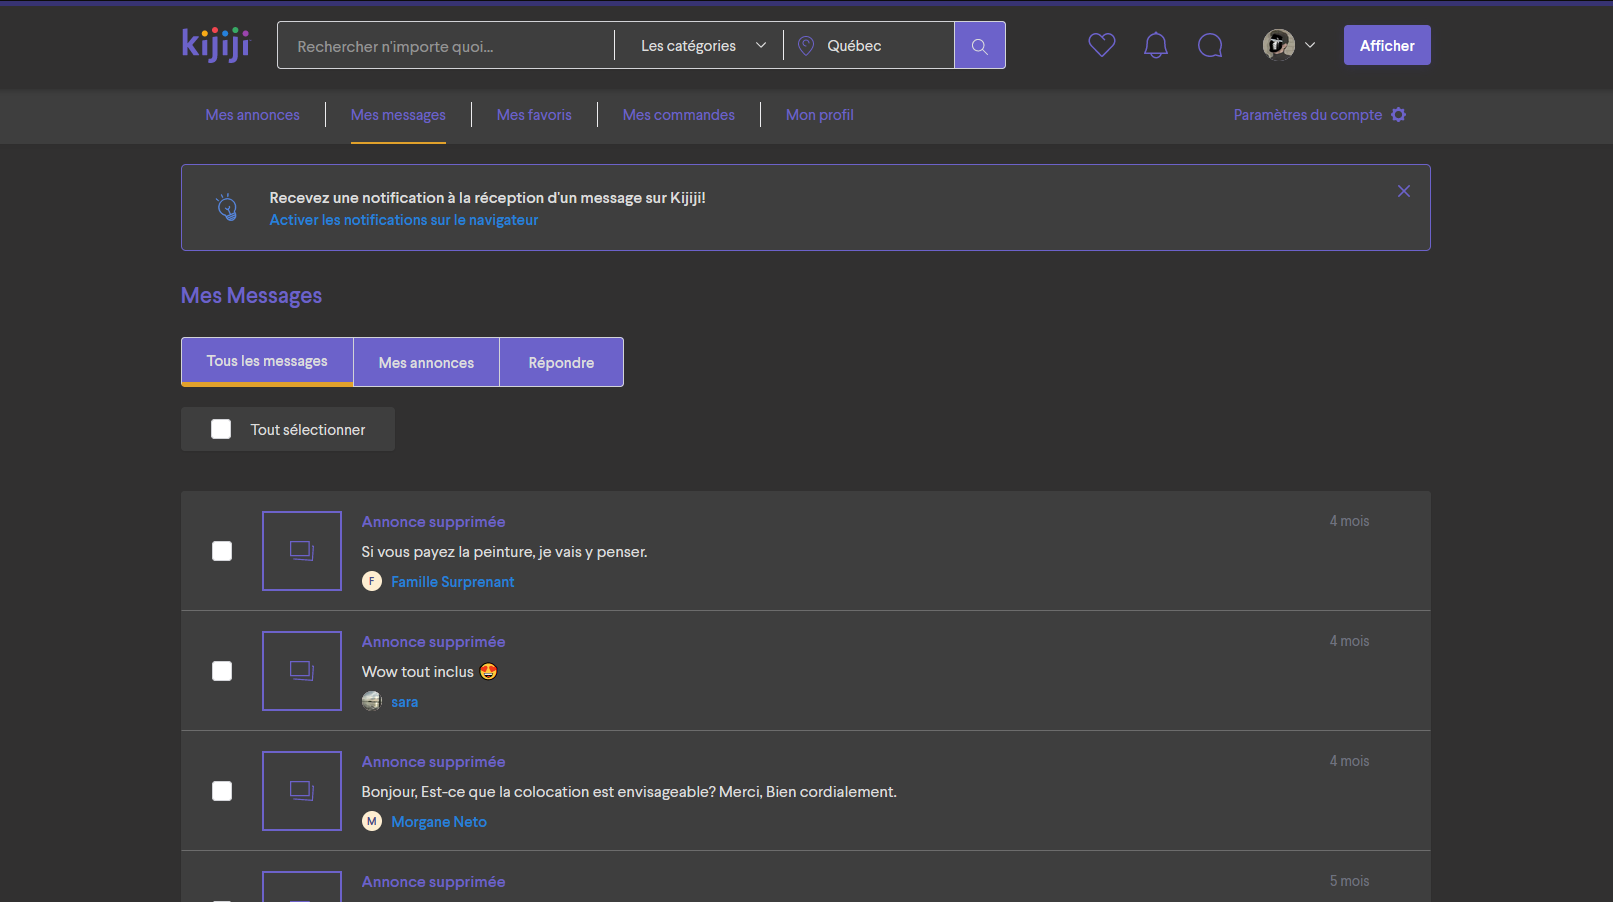 kijiji
Rechercher n'importe quoi...
Les catégories
Québec
Afficher
Mes annonces
Mes messages
Mes favoris
Mes commandes
Mon profil
Paramètres du compte
Recevez une notification à la réception d'un message sur Kijiji!
Activer les notifications sur le navigateur
Mes Messages
Tous les messages
Mes annonces
Répondre
Tout sélectionner
Annonce supprimée
4 mois
Si vous payez la peinture, je vais y penser.
F Famille Surprenant
Annonce supprimée
4 mois
Wow tout inclus 😍
sara
Annonce supprimée
4 mois
Bonjour, Est-ce que la colocation est envisageable? Merci, Bien cordialement.
M Morgane Neto
Annonce supprimée
5 mois